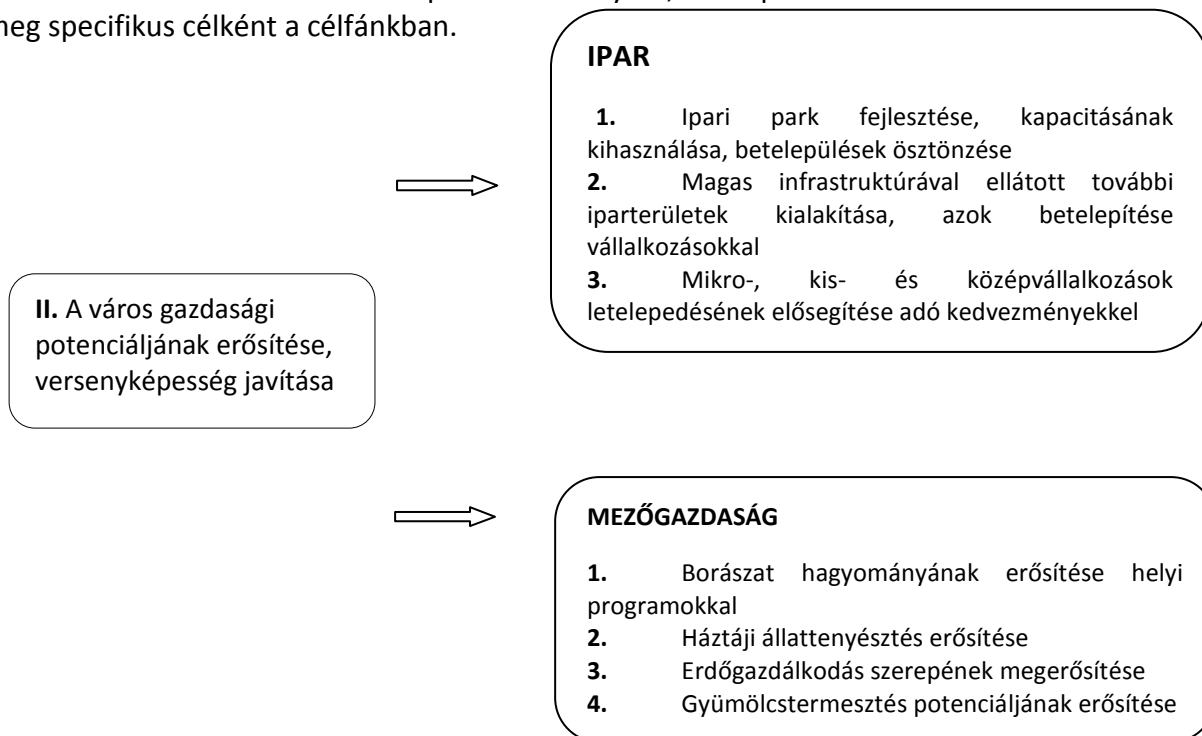 meg specifikus célként a célfánkban.
IPAR
1. Ipari park fejlesztése, kapacitásának
kihasználása, betelepülések ösztönzése
2. Magas infrastruktúrával ellátott további
iparterületek kialakítása, azok betelepítése
vállalkozásokkal
3. Mikro-, kis- és középvállalkozások
letelepedésének elősegítése adó kedvezményekkel
II. A város gazdasági
potenciáljának erősítése,
versenyképesség javítása
MEZŐGAZDASÁG
1. Borászat hagyományának erősítése helyi
programokkal
2. Háztáji állattenyésztés erősítése
3. Erdőgazdálkodás szerepének megerősítése
4. Gyümölcstermesztés potenciáljának erősítése